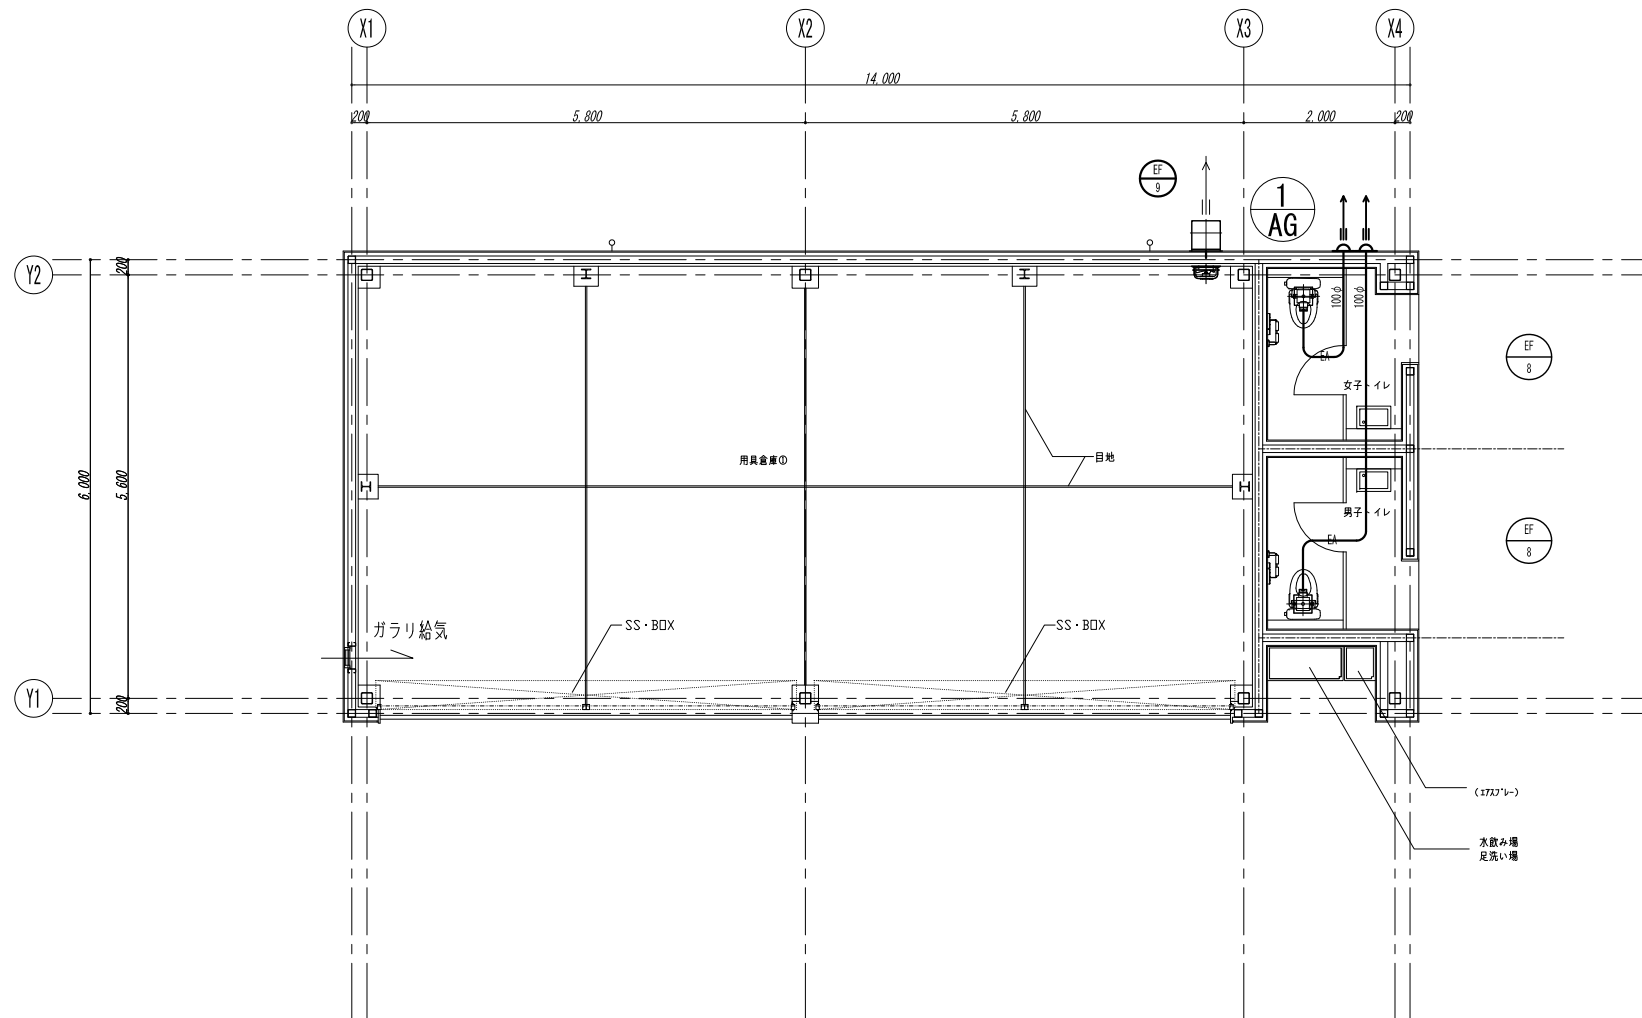 X1
X2
X3
X4
14,000
200
5,800
5,800
2,000
200
EF
9
1
AG
Y2
200
100φ
100φ
EF
8
EA
女子トイレ
用具倉庫①
目地
6,000
5,600
男子トイレ
EA
EF
8
ガラリ給気
SS・BOX
SS・BOX
Y1
200
(エアスプレー)
水飲み場
足洗い場